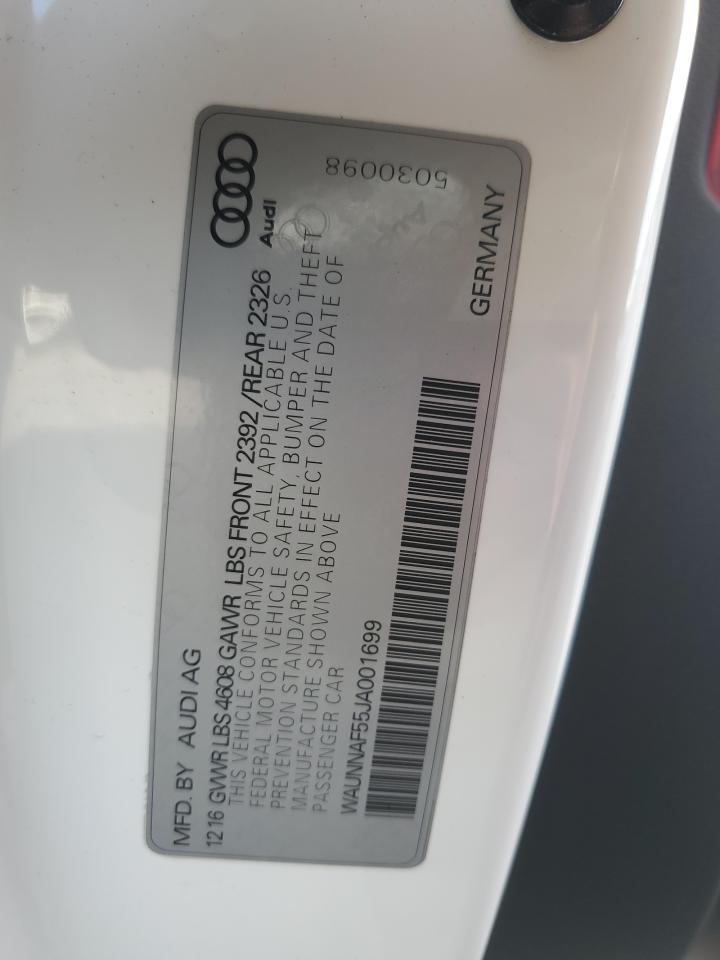 MFD. BY AUDI AG
Audi
1216 GVWR LBS 4608 GAWR LBS FRONT 2392 / REAR 2326
THIS VEHICLE CONFORMS TO ALL APPLICABLE U.S.
FEDERAL MOTOR VEHICLE SAFETY, BUMPER AND THEFT
PREVENTION STANDARDS IN EFFECT ON THE DATE OF
MANUFACTURE SHOWN ABOVE
PASSENGER CAR
WAUNNAF55JA001699
5030098
GERMANY